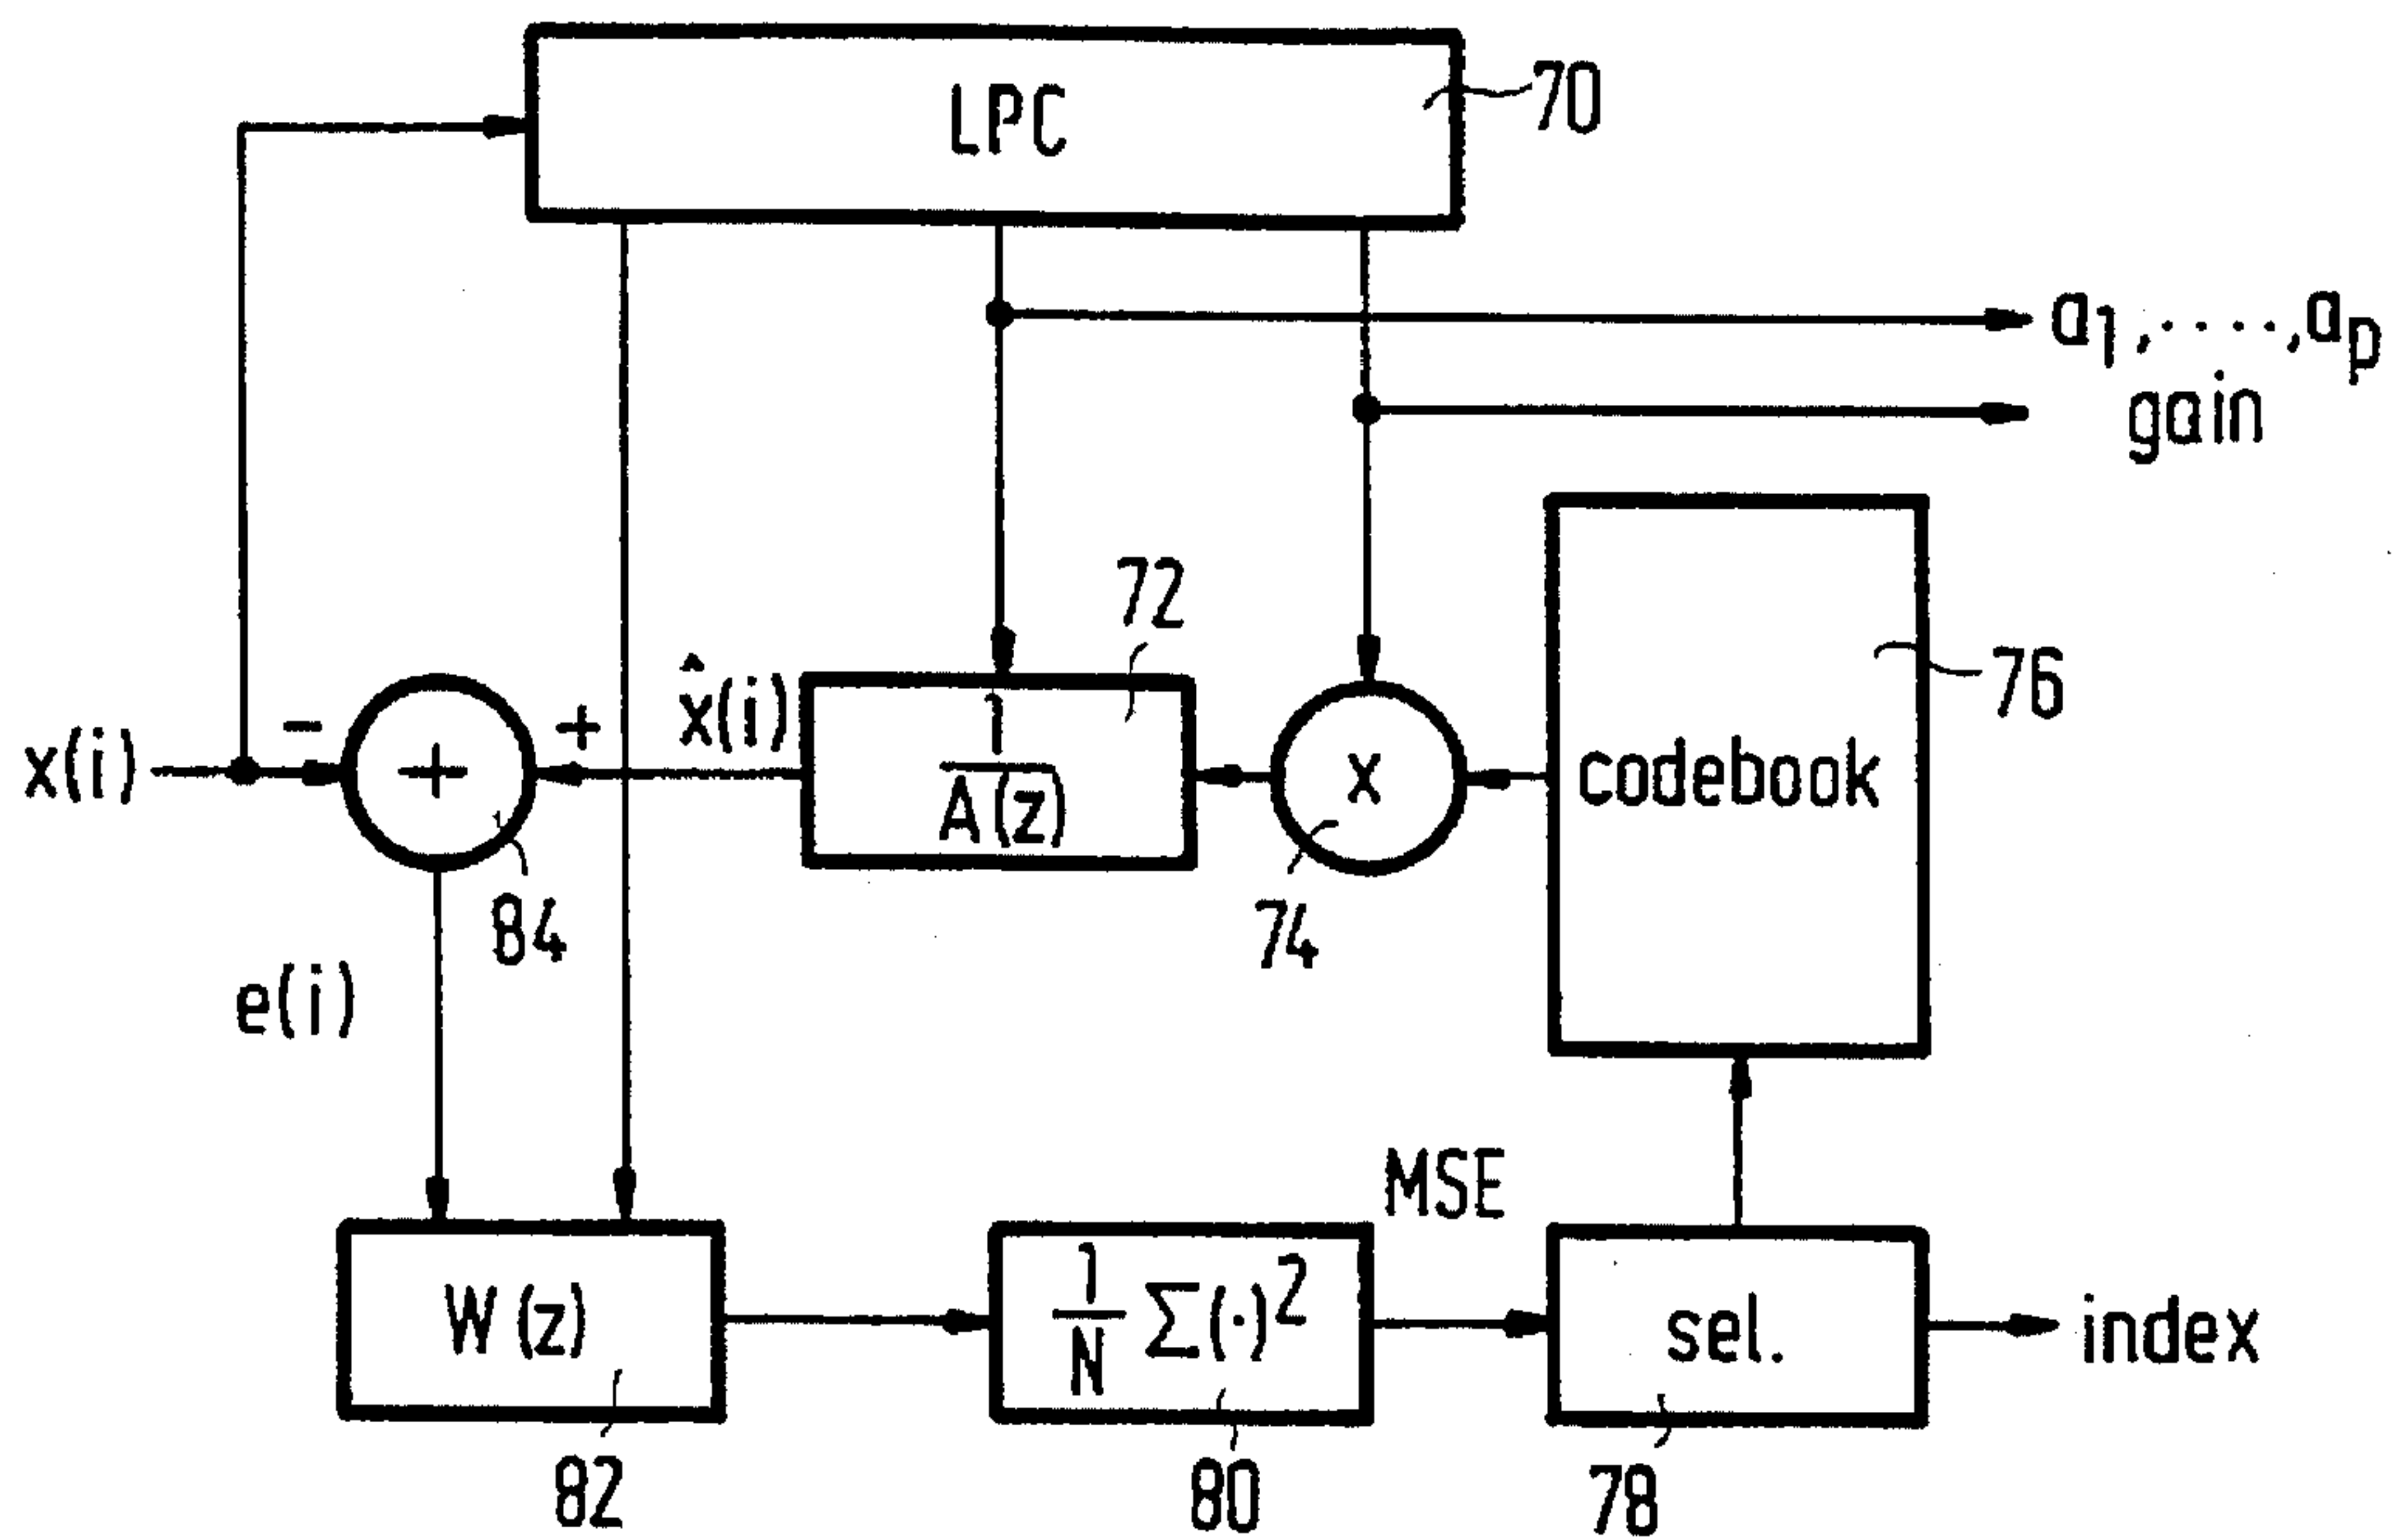 LPC
70
a1,....,ap
gain
72
76
x(i)
-
+
+
x̂(i)
1
A(z)
x
codebook
84
74
e(i)
MSE
W(z)
1/N Σ(·)²
sel.
index
82
80
78